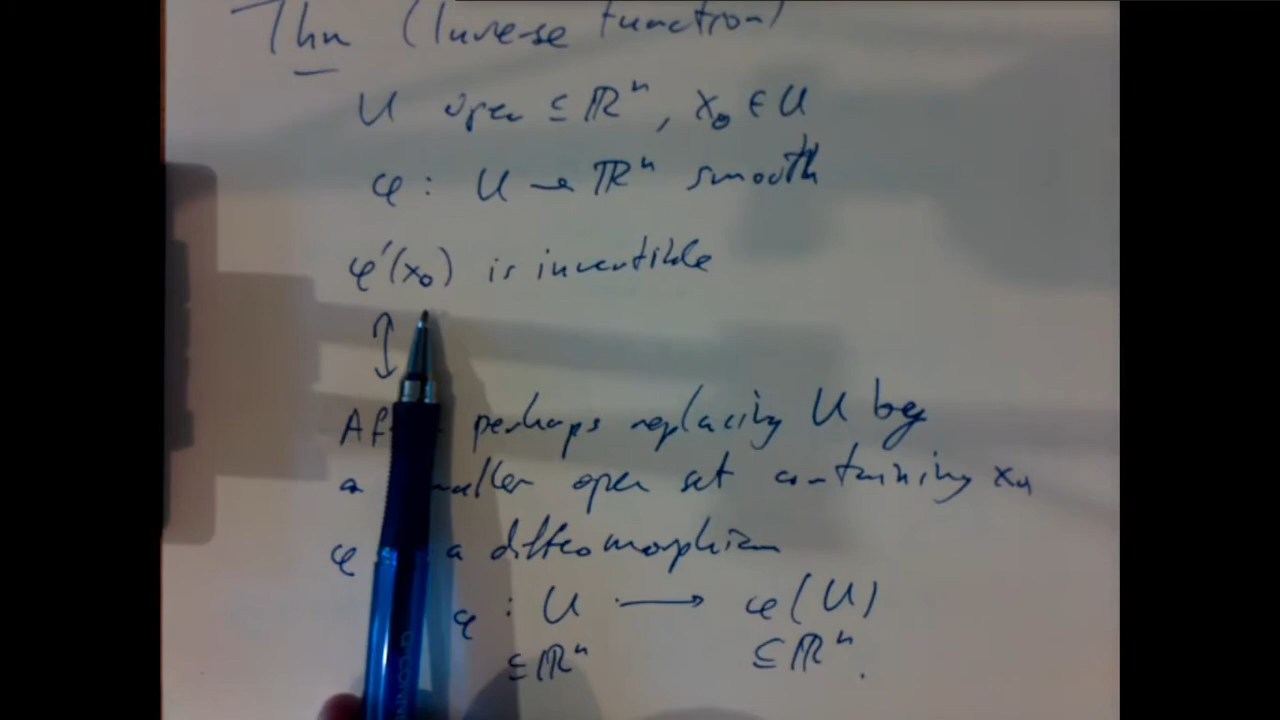 Thm (Inverse Function)
U open ⊆ ℝⁿ, x₀ ∈ U
φ : U → ℝⁿ smooth
φ′(x₀) is invertible
↕
perhaps replacing U by
a open set containing x₀
φ a diffeomorphism
φ : U → φ(U)
⊆ ℝⁿ ⊆ ℝⁿ.